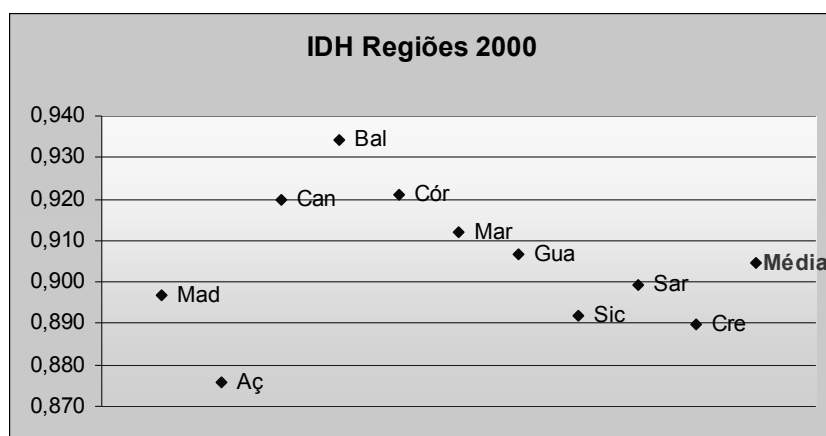 IDH Regiões 2000
0,940
0,930
0,920
0,910
0,900
0,890
0,880
0,870
Mad
Aç
Can
Bal
Cór
Mar
Gua
Sic
Sar
Cre
Média